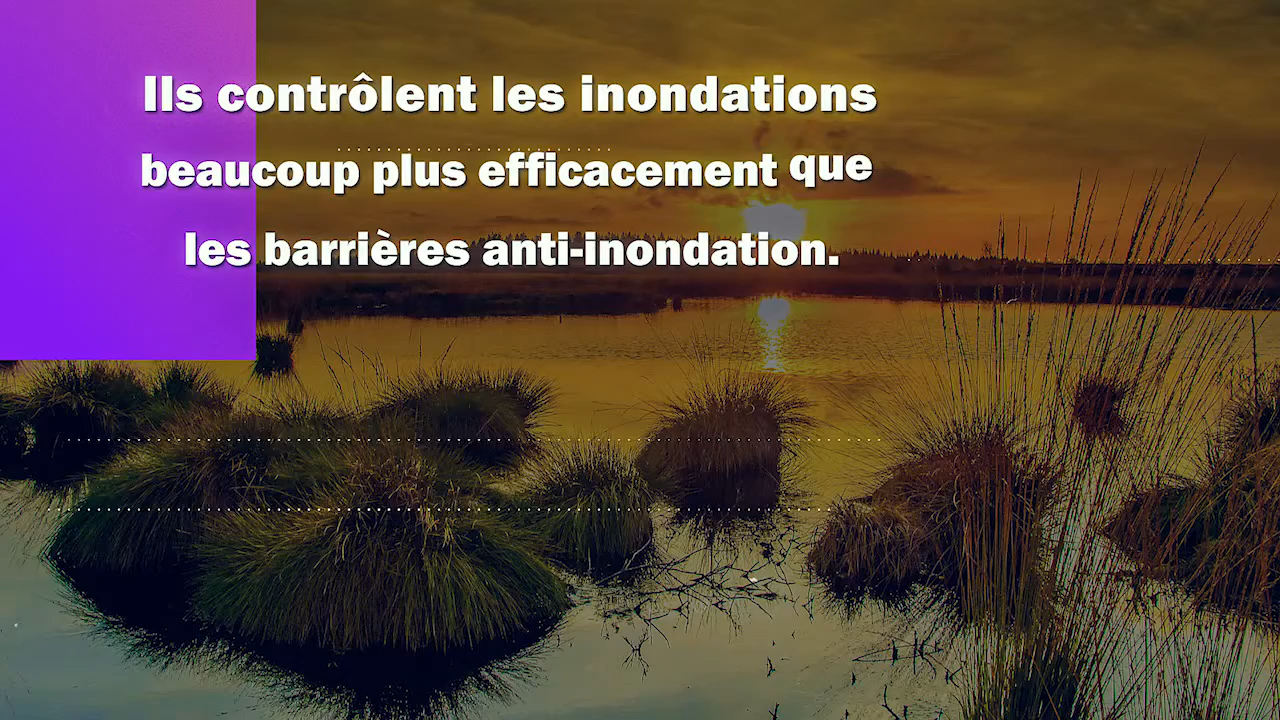 Ils contrôlent les inondations
beaucoup plus efficacement que
les barrières anti-inondation.